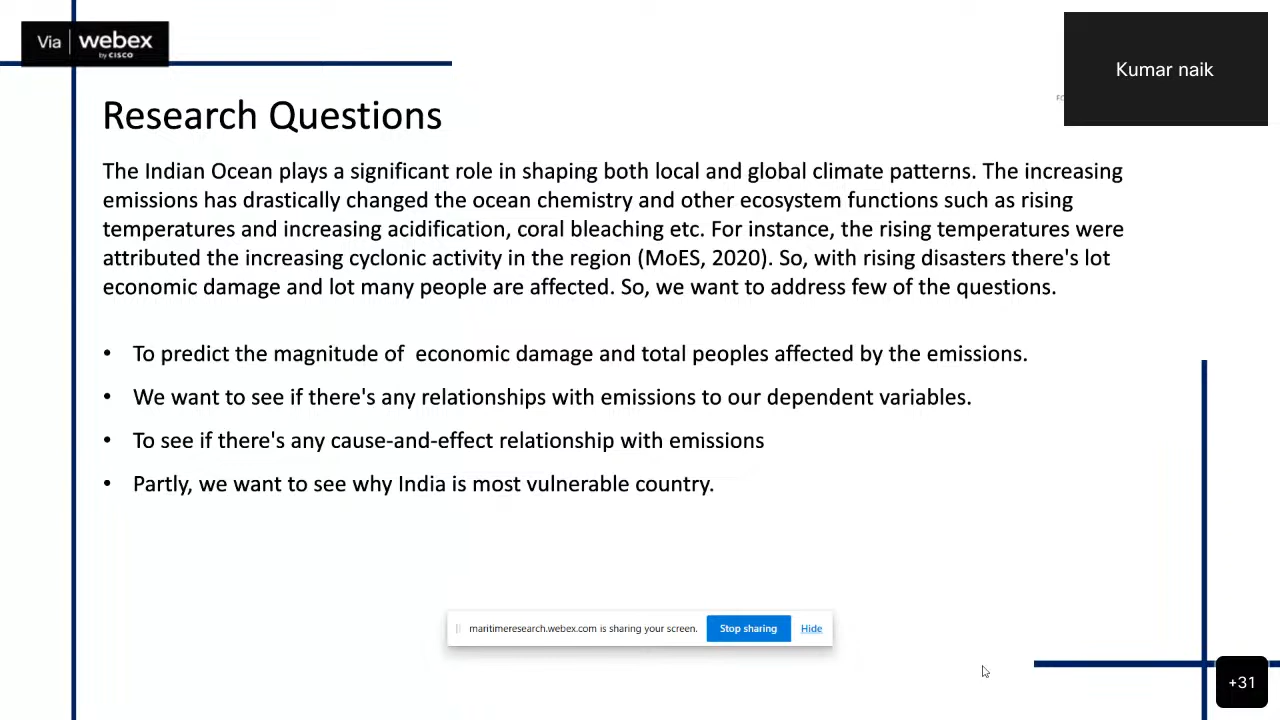 Via webex
by CISCO
Kumar naik
Research Questions
The Indian Ocean plays a significant role in shaping both local and global climate patterns. The increasing
emissions has drastically changed the ocean chemistry and other ecosystem functions such as rising
temperatures and increasing acidification, coral bleaching etc. For instance, the rising temperatures were
attributed the increasing cyclonic activity in the region (MoES, 2020). So, with rising disasters there's lot
economic damage and lot many people are affected. So, we want to address few of the questions.
• To predict the magnitude of  economic damage and total peoples affected by the emissions.
• We want to see if there's any relationships with emissions to our dependent variables.
• To see if there's any cause-and-effect relationship with emissions
• Partly, we want to see why India is most vulnerable country.
maritimeresearch.webex.com is sharing your screen. Stop sharing Hide
+31